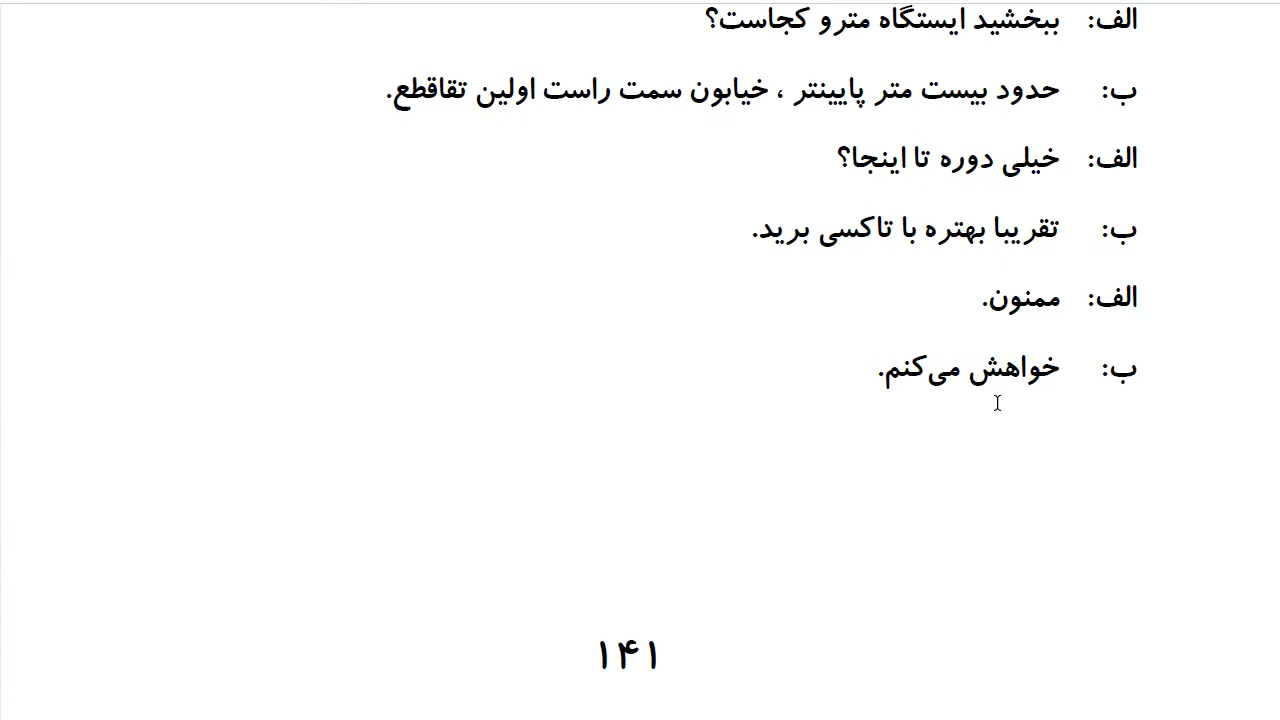 الف: ببخشید ایستگاه مترو کجاست؟
ب: حدود بیست متر پایینتر ، خیابون سمت راست اولین تقاقطع.
الف: خیلی دوره تا اینجا؟
ب: تقریبا بهتره با تاکسی برید.
الف: ممنون.
ب: خواهش می‌کنم.
۱۴۱